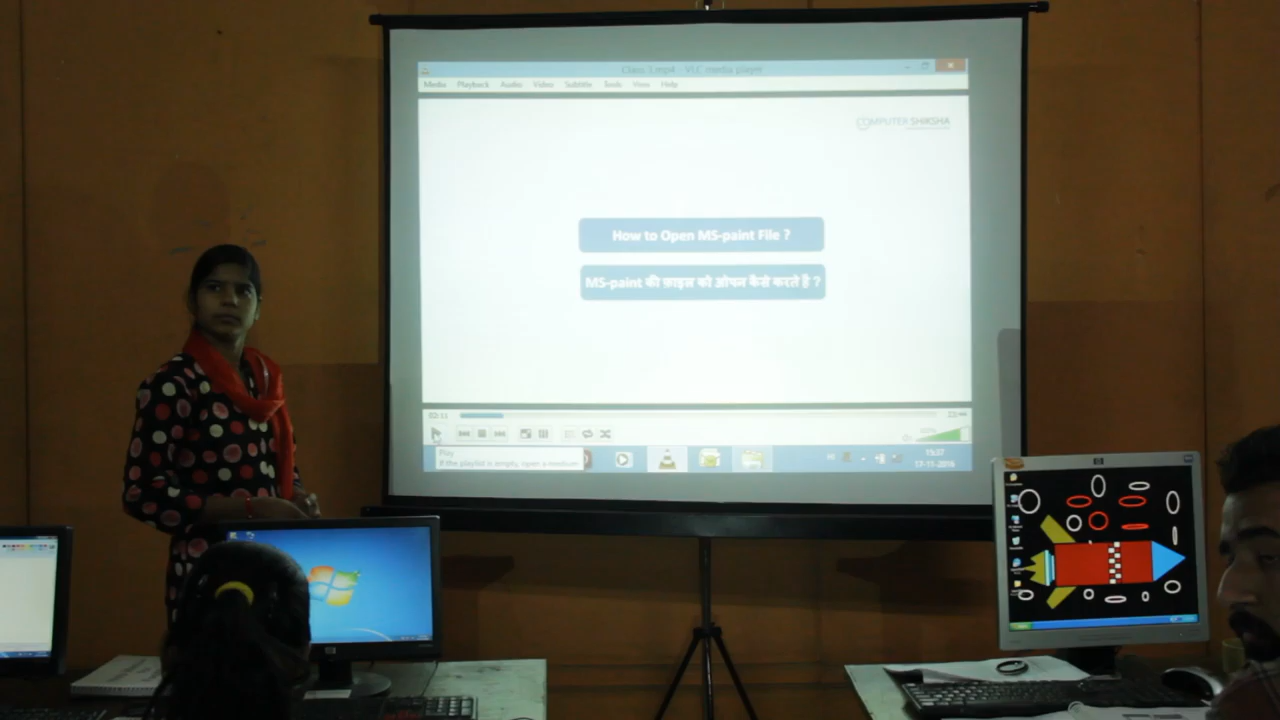 Class 3.mp4 - VLC media player
Media Playback Audio Video Subtitle Tools View Help
COMPUTER SHIKSHA
How to Open MS-paint File ?
MS-paint की फ़ाइल को ओपन कैसे करते है ?
Play
If the playlist is empty, open a medium
15:37
17-11-2016
hp